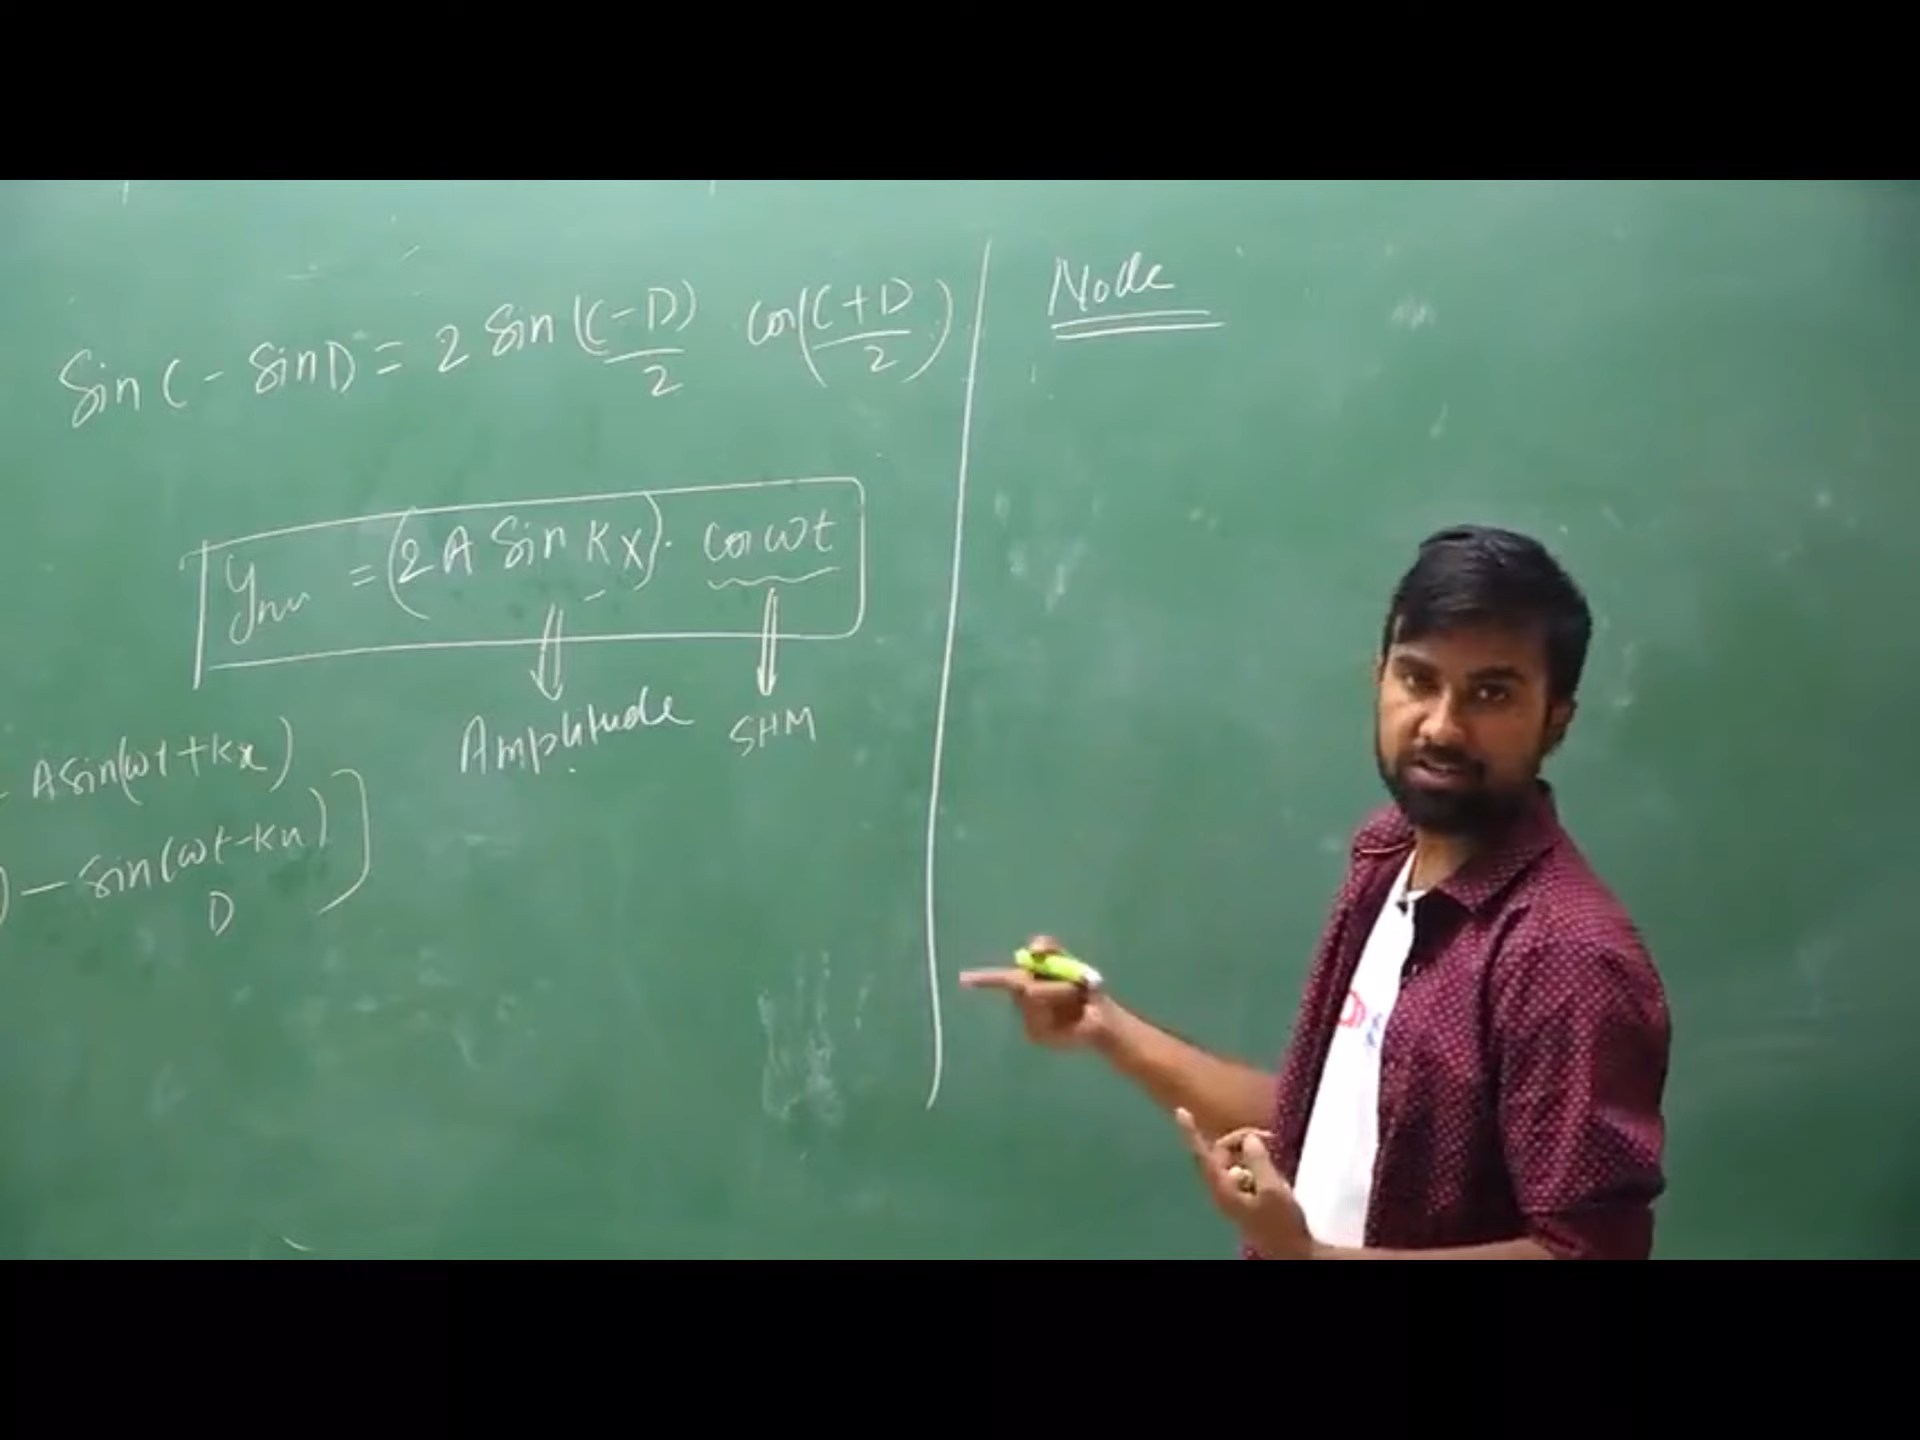 Sin C - Sin D = 2 Sin (C-D)/2 cos((C+D)/2)
y = (2A Sin Kx). cos ωt
Amplitude
SHM
A sin(ωt+kx)
) - Sin(ωt-kx)]
D
Node